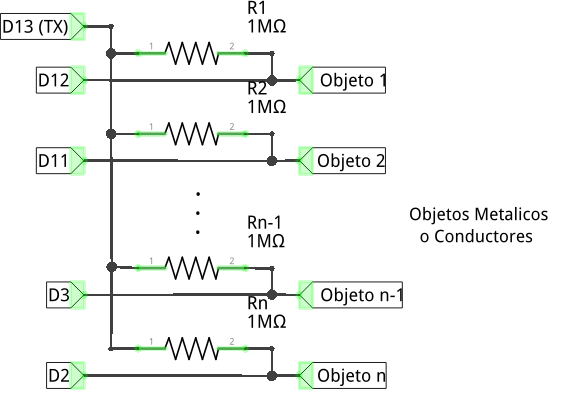 R1
1MΩ
D13 (TX)
1 2
D12
Objeto 1
R2
1MΩ
1 2
D11
Objeto 2
Objetos Metalicos
o Conductores
Rn-1
1MΩ
1 2
D3
Objeto n-1
Rn
1MΩ
1 2
D2
Objeto n